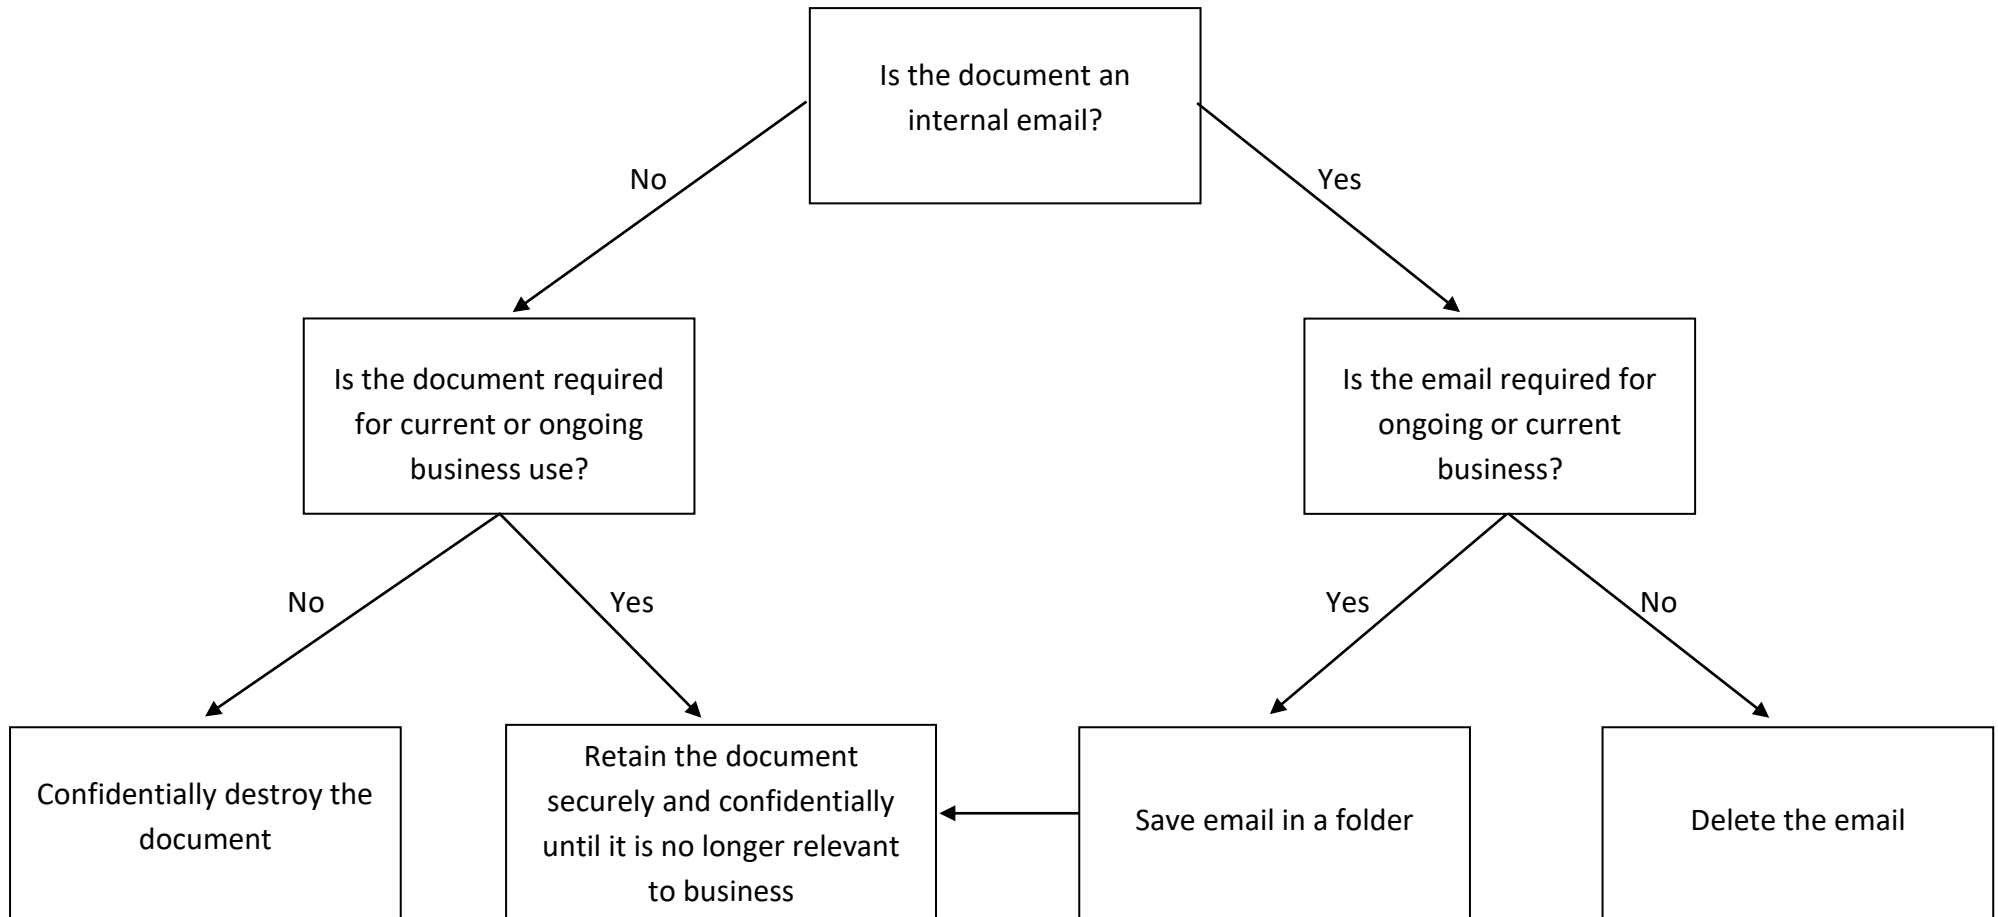 Is the document an
internal email?
No
Yes
Is the document required
for current or ongoing
business use?
Is the email required for
ongoing or current
business?
No
Yes
Yes
No
Confidentially destroy the
document
Retain the document
securely and confidentially
until it is no longer relevant
to business
Save email in a folder
Delete the email